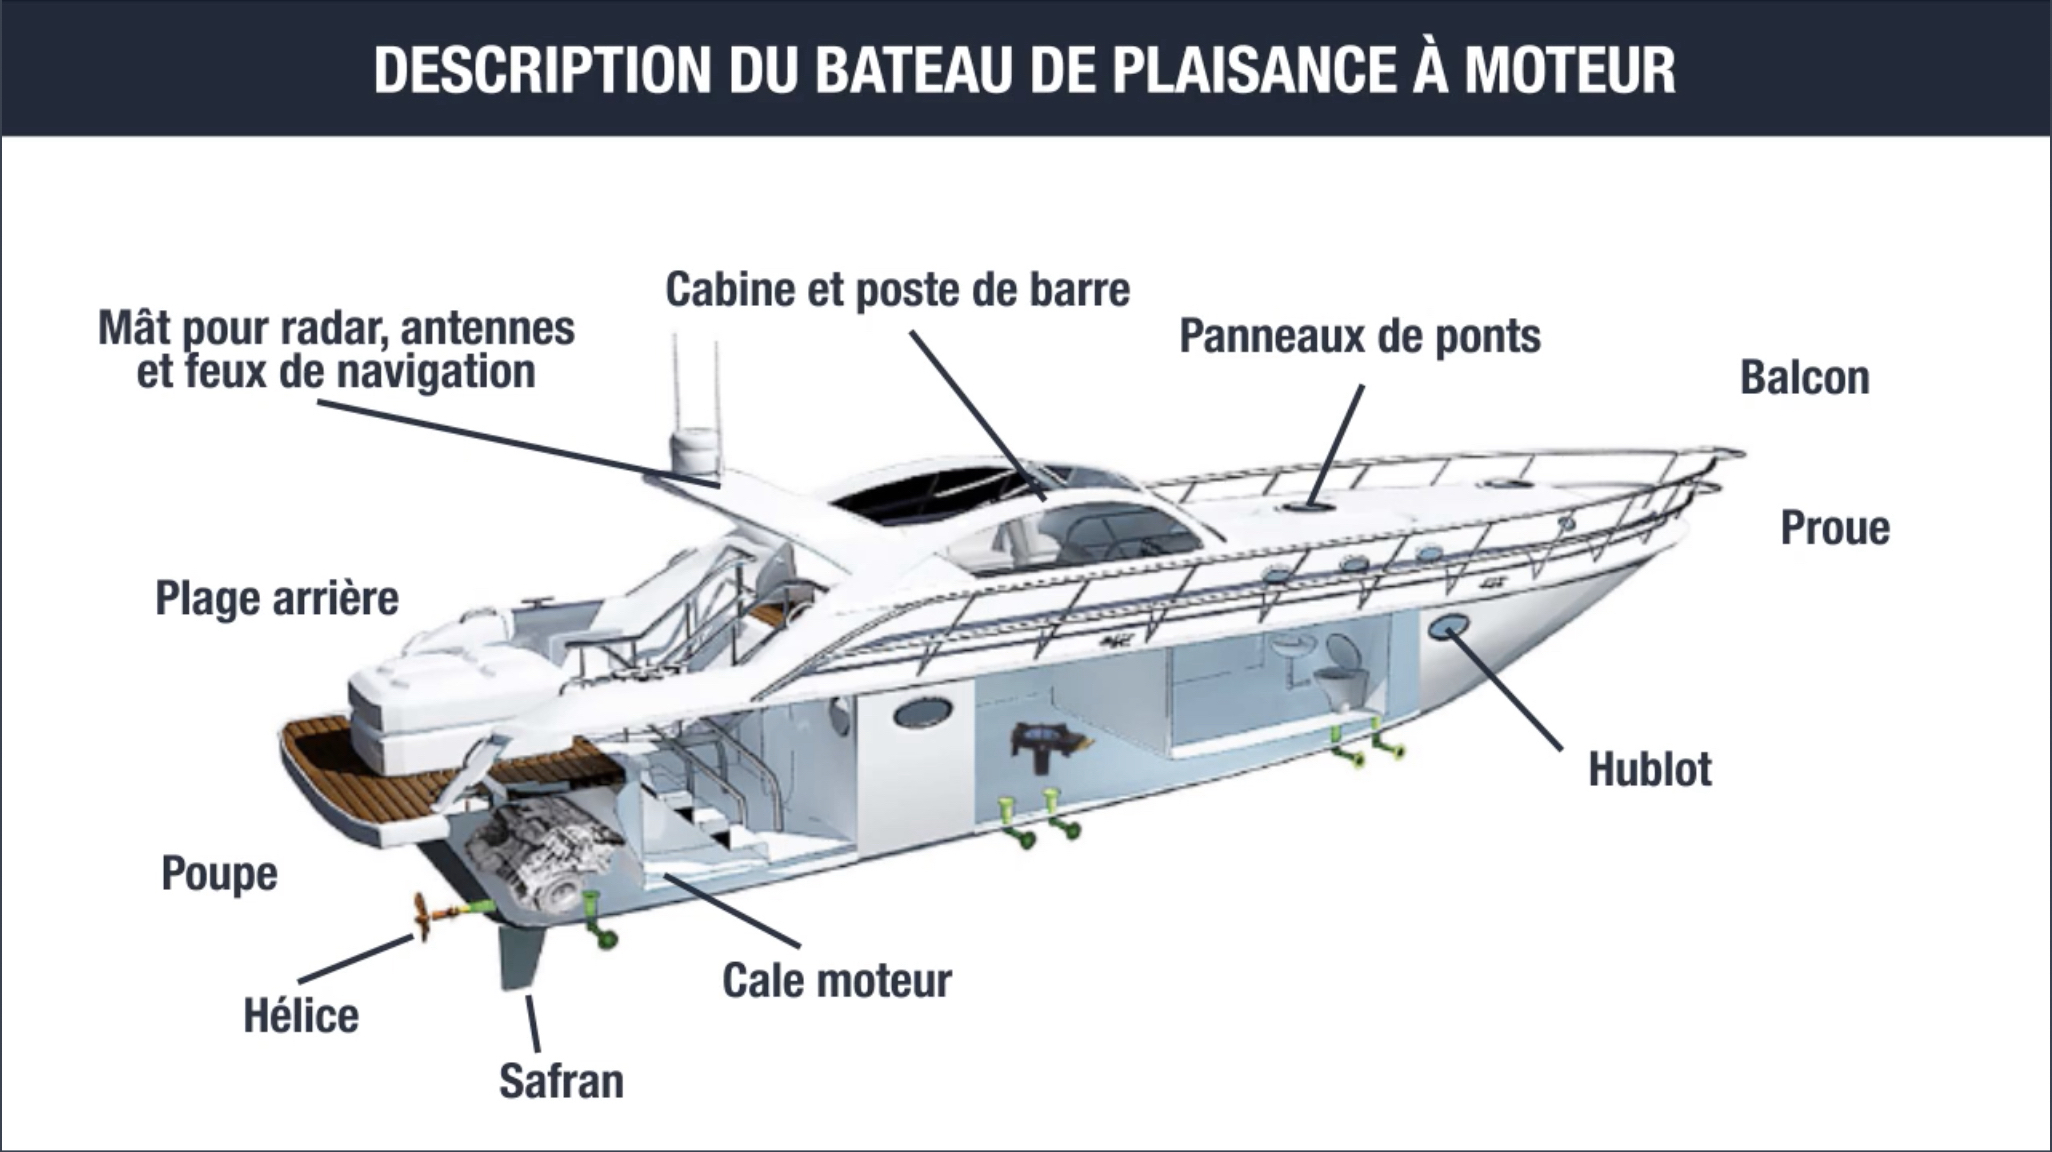 DESCRIPTION DU BATEAU DE PLAISANCE À MOTEUR
Cabine et poste de barre
Mât pour radar, antennes
et feux de navigation
Panneaux de ponts
Balcon
Proue
Plage arrière
Hublot
Poupe
Cale moteur
Hélice
Safran